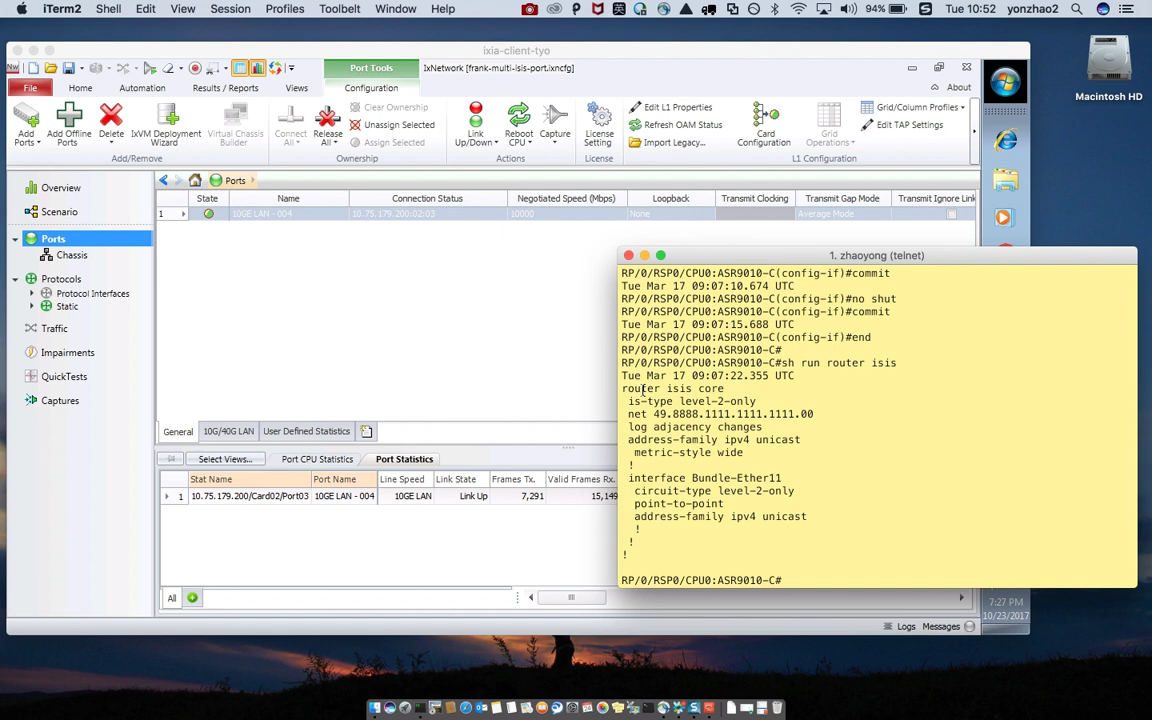 iTerm2 Shell Edit View Session Profiles Toolbelt Window Help
94% Tue 10:52 yonzhao2
ixia-client-tyo
Macintosh HD
Port Tools
IxNetwork [frank-multi-isis-port.ixncfg]
File Home Automation Results / Reports Views Configuration About
Add Ports
Add Offline Ports
Delete
IxVM Deployment Wizard
Virtual Chassis Builder
Connect All
Release All
Clear Ownership
Unassign Selected
Assign Selected
Link Up/Down
Reboot CPU
Capture
License Setting
Edit L1 Properties
Refresh OAM Status
Import Legacy...
Card Configuration
Grid Operations
Grid/Column Profiles
Edit TAP Settings
Add/Remove Ownership Actions License L1 Configuration
Overview
Scenario
Ports
Chassis
Protocols
Protocol Interfaces
Static
Traffic
Impairments
QuickTests
Captures
Ports
State Name Connection Status Negotiated Speed (Mbps) Loopback Transmit Clocking Transmit Gap Mode Transmit Ignore Link
1 10GE LAN - 004 10.75.179.200:02:03 10000 None Average Mode
General 10G/40G LAN User Defined Statistics
Select Views... Port CPU Statistics Port Statistics
Stat Name Port Name Line Speed Link State Frames Tx. Valid Frames Rx.
1 10.75.179.200/Card02/Port03 10GE LAN - 004 10GE LAN Link Up 7,291 15,149
All
Logs Messages
7:27 PM
10/23/2017
1. zhaoyong (telnet)
RP/0/RSP0/CPU0:ASR9010-C(config-if)#commit
Tue Mar 17 09:07:10.674 UTC
RP/0/RSP0/CPU0:ASR9010-C(config-if)#no shut
RP/0/RSP0/CPU0:ASR9010-C(config-if)#commit
Tue Mar 17 09:07:15.688 UTC
RP/0/RSP0/CPU0:ASR9010-C(config-if)#end
RP/0/RSP0/CPU0:ASR9010-C#
RP/0/RSP0/CPU0:ASR9010-C#sh run router isis
Tue Mar 17 09:07:22.355 UTC
router isis core
is-type level-2-only
net 49.8888.1111.1111.1111.00
log adjacency changes
address-family ipv4 unicast
metric-style wide
!
interface Bundle-Ether11
circuit-type level-2-only
point-to-point
address-family ipv4 unicast
!
!
!
RP/0/RSP0/CPU0:ASR9010-C#